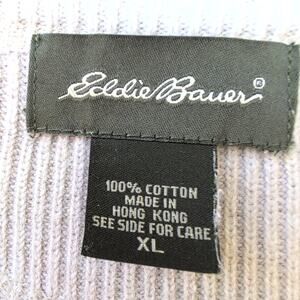 Eddie Bauer®
100% COTTON
MADE IN
HONG KONG
SEE SIDE FOR CARE
XL